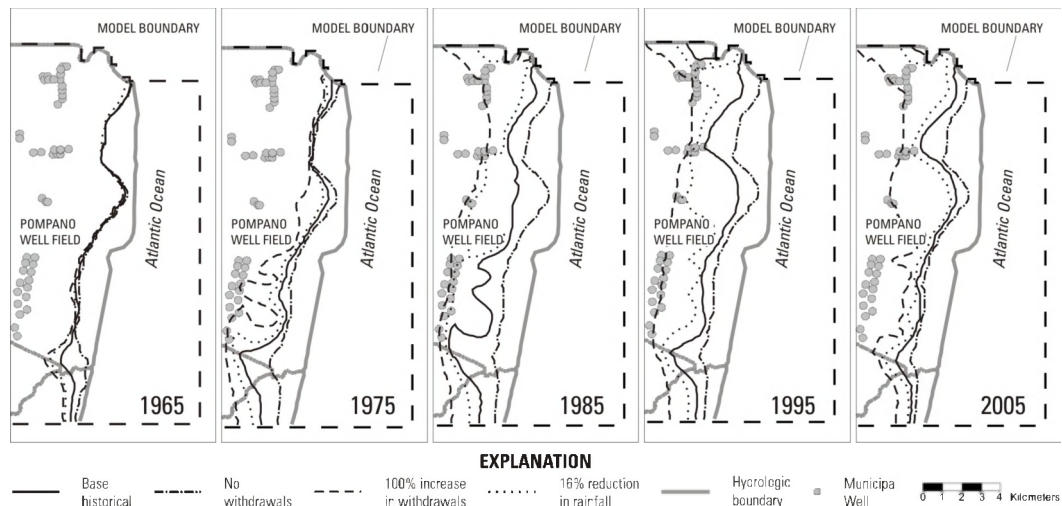 MODEL BOUNDARY
MODEL BOUNDARY
MODEL BOUNDARY
MODEL BOUNDARY
MODEL BOUNDARY
Atlantic Ocean
POMPANO
WELL FIELD
1965
Atlantic Ocean
POMPANO
WELL FIELD
1975
Atlantic Ocean
POMPANO
WELL FIELD
1985
Atlantic Ocean
POMPANO
WELL FIELD
1995
Atlantic Ocean
POMPANO
WELL FIELD
2005
EXPLANATION
Base
historical
No
withdrawals
100% increase
in withdrawals
16% reduction
in rainfall
Hydrologic
boundary
Municipa
Well
0 1 2 3 4 Kilometers